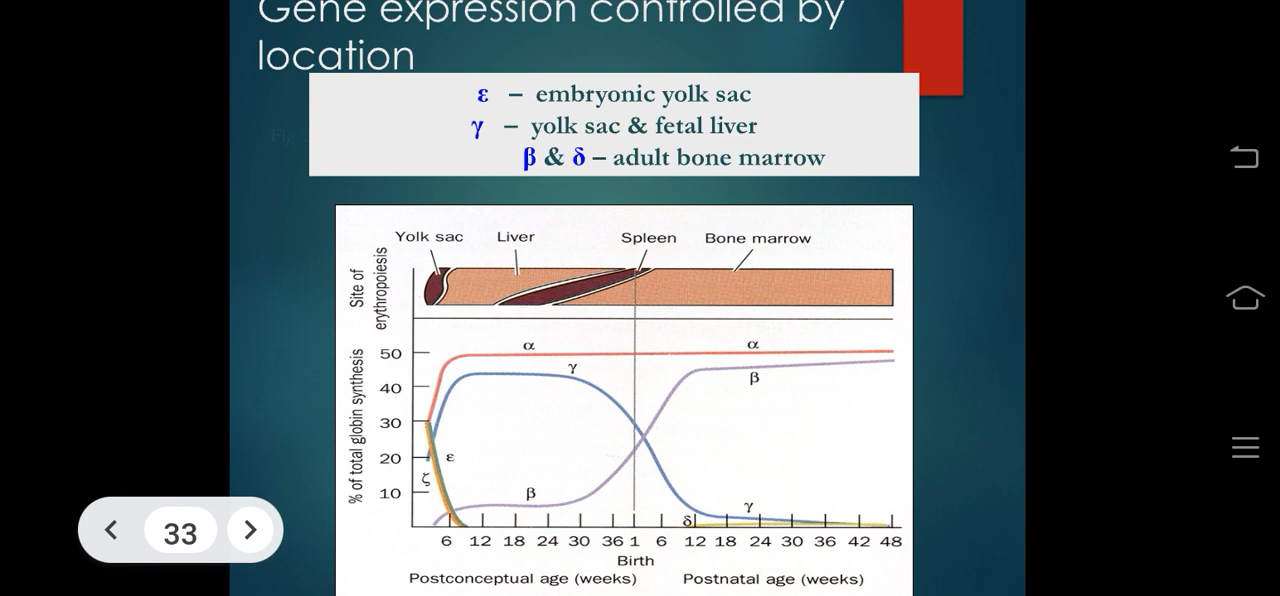 Gene expression controlled by
location
ε – embryonic yolk sac
γ – yolk sac & fetal liver
β & δ – adult bone marrow
Yolk sac Liver Spleen Bone marrow
Site of
erythropoiesis
% of total globin synthesis
50
40
30
20
10
α α
γ
β
ε
ζ
β
γ
δ
6 12 18 24 30 36 1 6 12 18 24 30 36 42 48
Birth
Postconceptual age (weeks) Postnatal age (weeks)
33